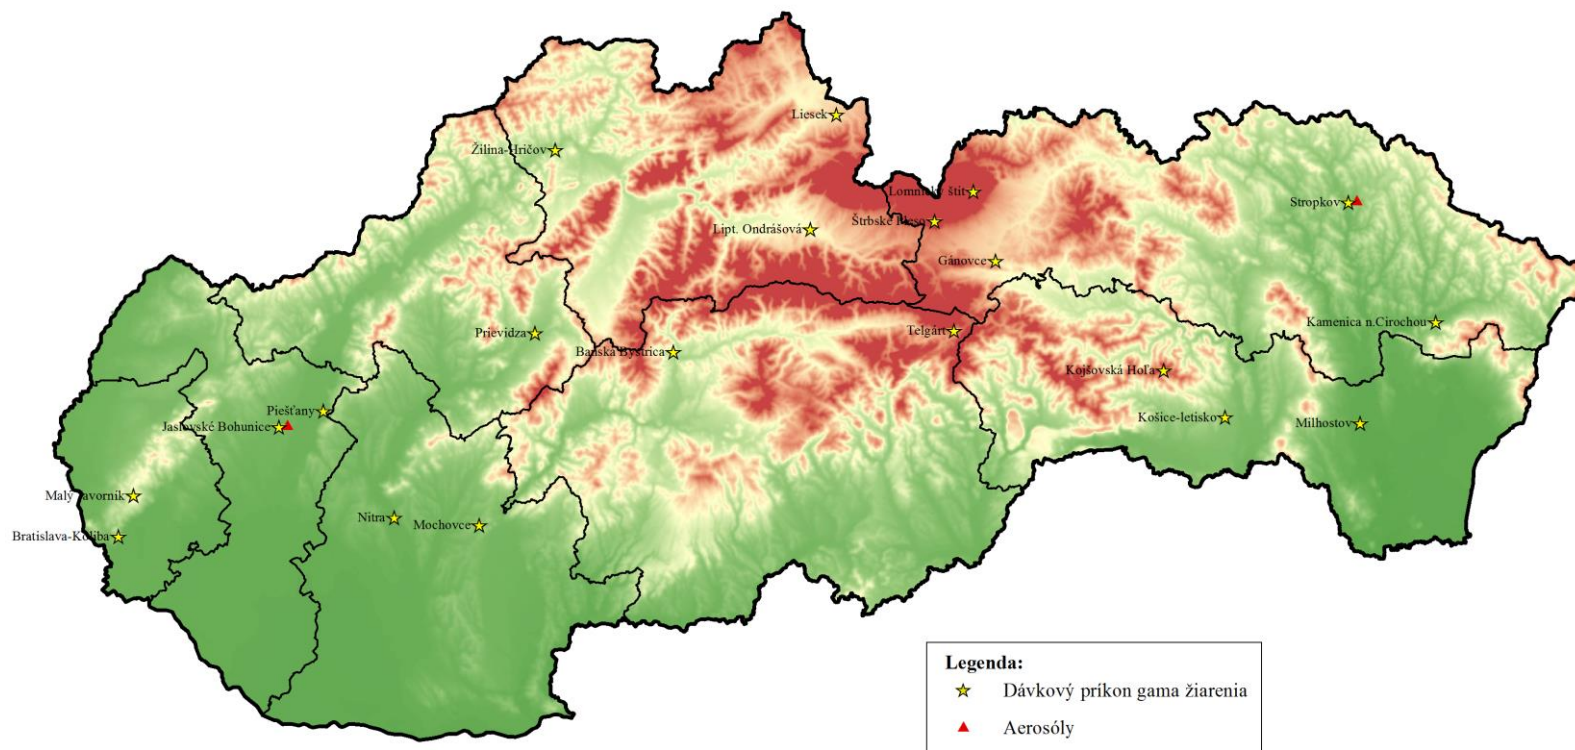 Liesek
Žilina-Hričov
Lomnický štít
Stropkov
Štrbské Pleso
Lipt. Ondrášová
Gánovce
Kamenica n.Cirochou
Telgárt
Prievidza
Banská Bystrica
Kojšovská Hoľa
Piešťany
Košice-letisko
Milhostov
Jaslovské Bohunice
Malý Javorník
Nitra
Mochovce
Bratislava-Koliba
Legenda:
Dávkový príkon gama žiarenia
Aerosóly